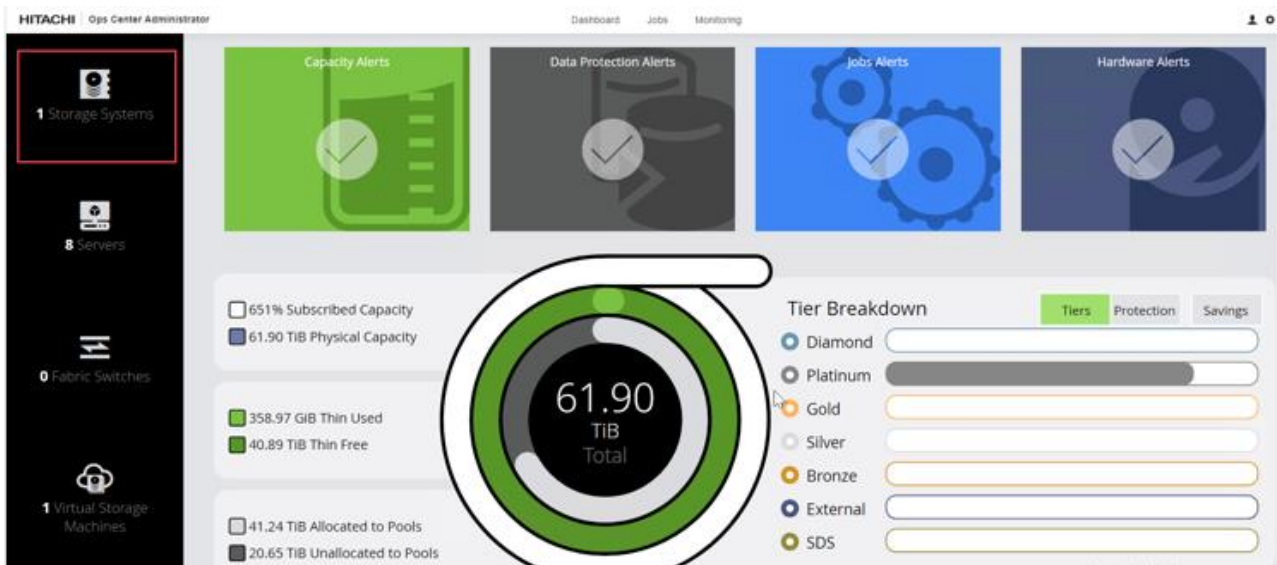 HITACHI Ops Center Administrator
Dashboard Jobs Monitoring
1 Storage Systems
8 Servers
0 Fabric Switches
1 Virtual Storage
Machines
Capacity Alerts
Data Protection Alerts
Jobs Alerts
Hardware Alerts
651% Subscribed Capacity
61.90 TiB Physical Capacity
358.97 GiB Thin Used
40.89 TiB Thin Free
41.24 TiB Allocated to Pools
20.65 TiB Unallocated to Pools
61.90
TiB
Total
Tier Breakdown
Tiers Protection Savings
Diamond
Platinum
Gold
Silver
Bronze
External
SDS